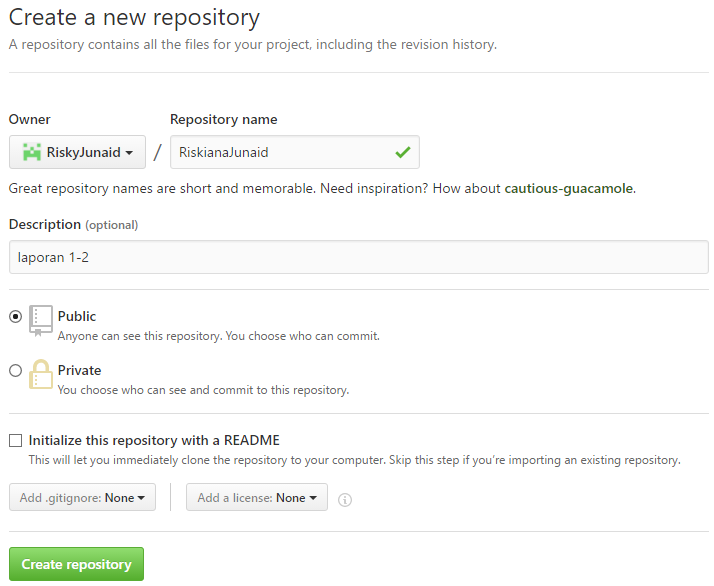 Create a new repository
A repository contains all the files for your project, including the revision history.
Owner
Repository name
RiskyJunaid / RiskianaJunaid
Great repository names are short and memorable. Need inspiration? How about cautious-guacamole.
Description (optional)
laporan 1-2
Public
Anyone can see this repository. You choose who can commit.
Private
You choose who can see and commit to this repository.
Initialize this repository with a README
This will let you immediately clone the repository to your computer. Skip this step if you're importing an existing repository.
Add .gitignore: None
Add a license: None
Create repository